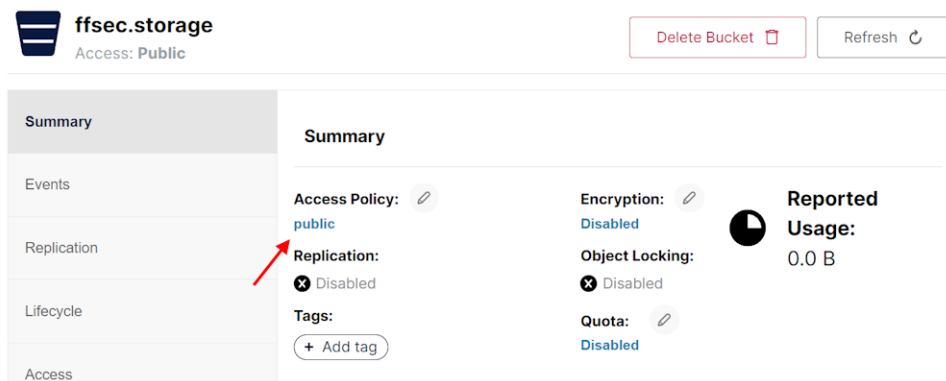 ffsec.storage
Access: Public
Delete Bucket
Refresh
Summary
Events
Replication
Lifecycle
Access
Summary
Access Policy:
public
Replication:
Disabled
Tags:
+ Add tag
Encryption:
Disabled
Object Locking:
Disabled
Quota:
Disabled
Reported
Usage:
0.0 B